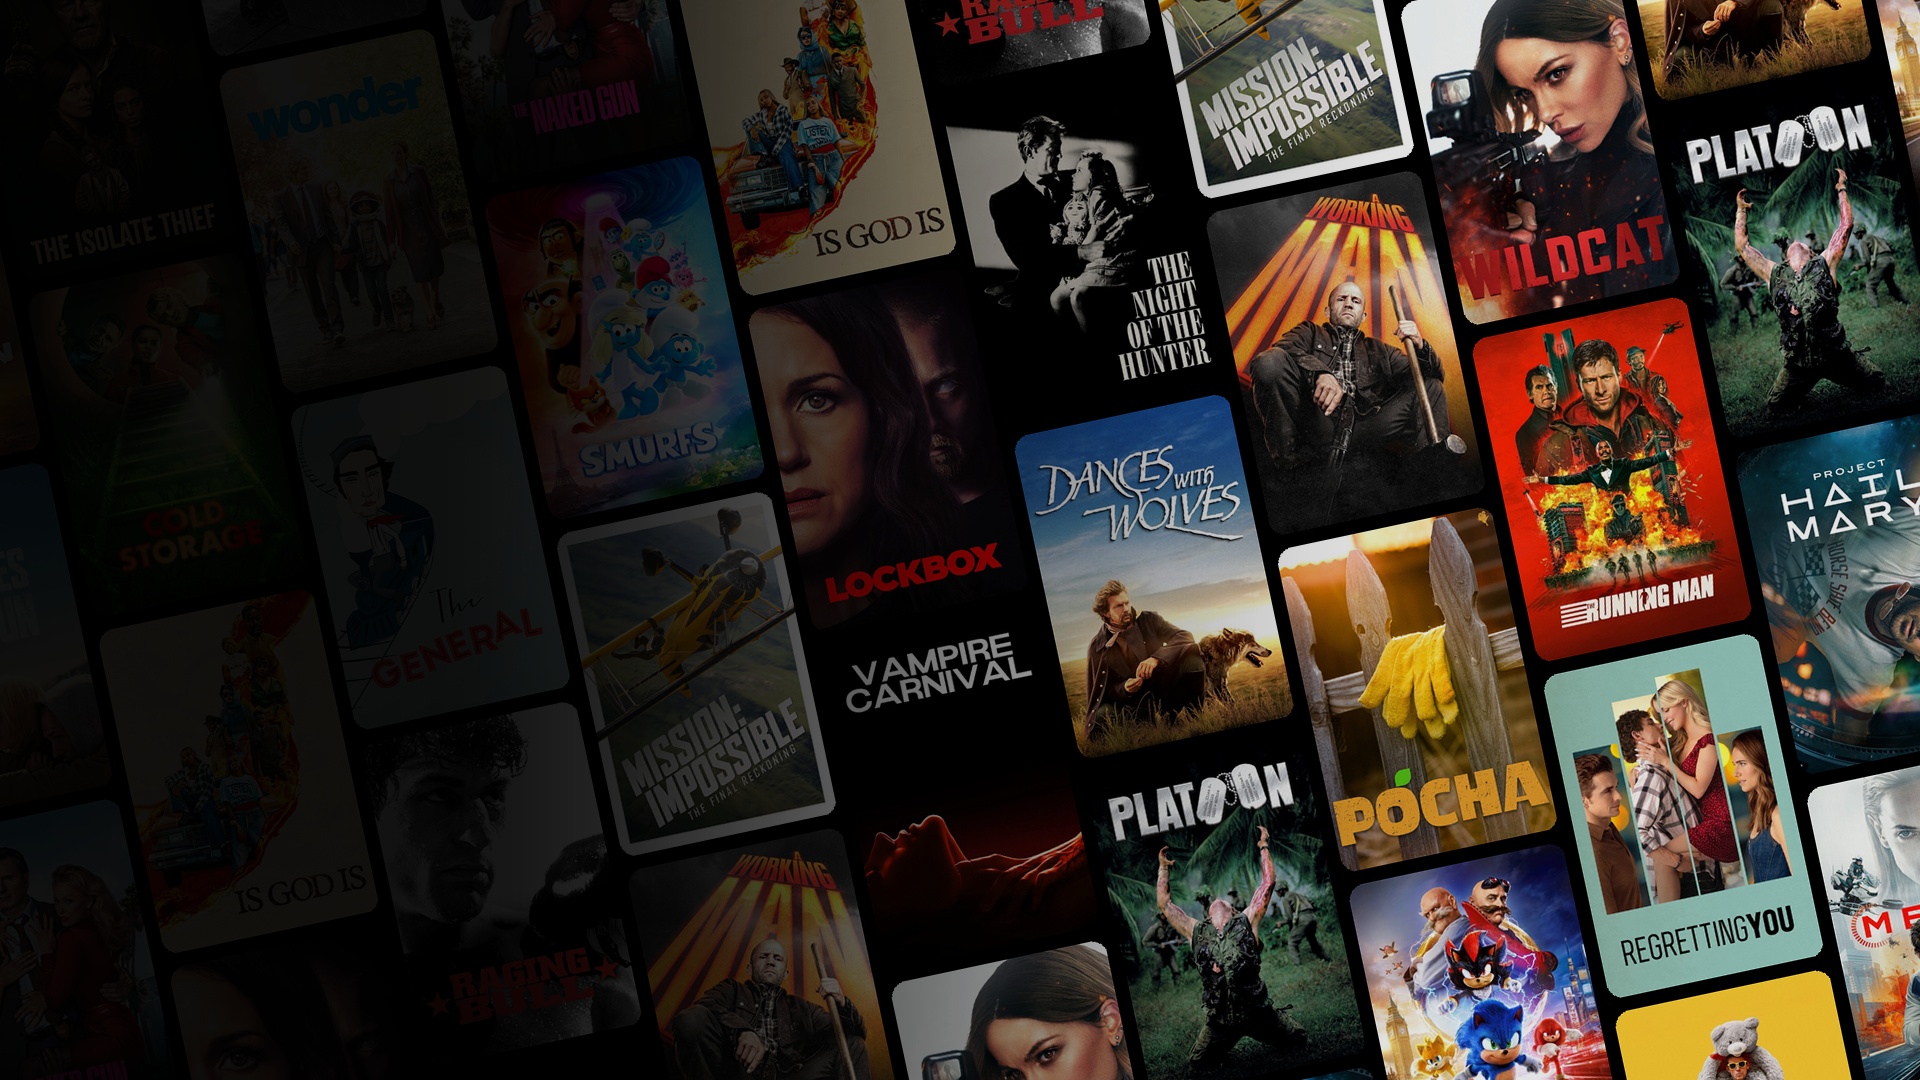 THE ISOLATE THIEF
COLD
STORAGE
IS GOD IS
wonder
The
GENERAL
RAGING
BULL
THE
NAKED GUN
SMURFS
MISSION:
IMPOSSIBLE
THE FINAL RECKONING
A
WORKING
MAN
LISTEN
IS GOD IS
LOCKBOX
VAMPIRE
CARNIVAL
RAGING
BULL
THE
NIGHT
OF THE
HUNTER
DANCES with
WOLVES
PLATOON
MISSION:
IMPOSSIBLE
THE FINAL RECKONING
A
WORKING
MAN
POCHA
WILDCAT
THE
RUNNING MAN
REGRETTING YOU
PLATOON
PROJECT
HAIL
MARY